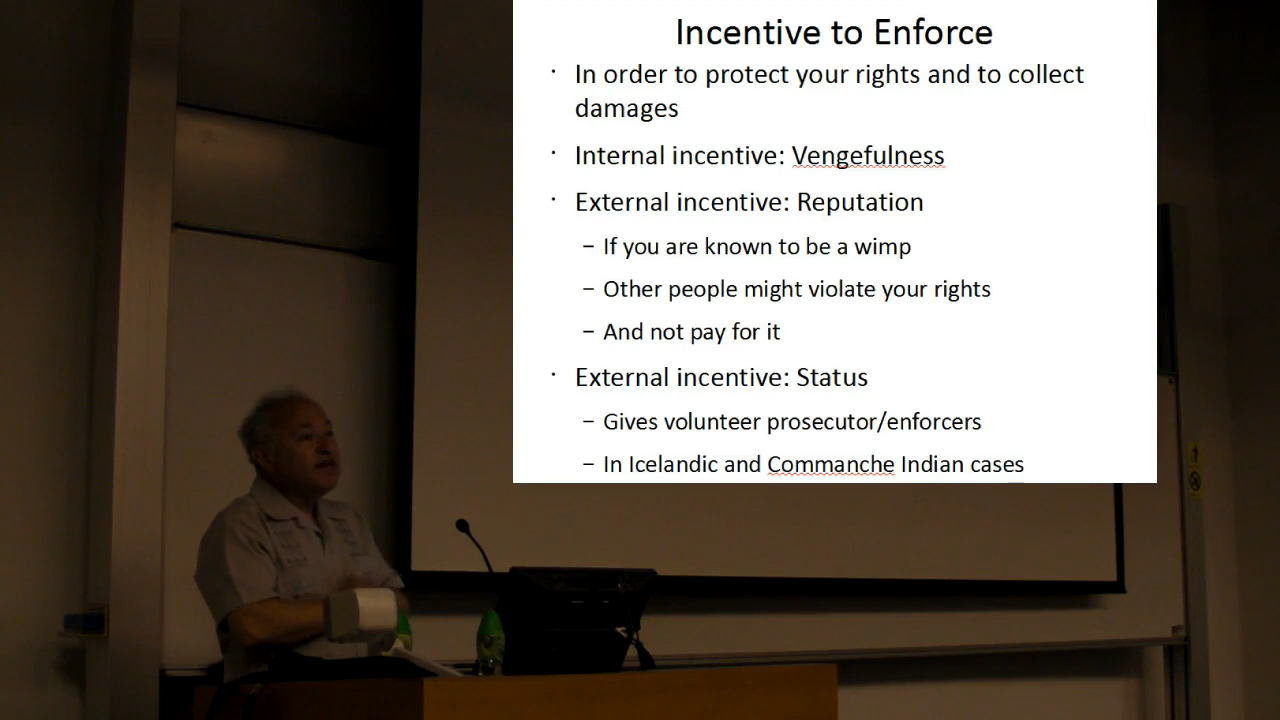 Incentive to Enforce
· In order to protect your rights and to collect
damages
· Internal incentive: Vengefulness
· External incentive: Reputation
– If you are known to be a wimp
– Other people might violate your rights
– And not pay for it
· External incentive: Status
– Gives volunteer prosecutor/enforcers
– In Icelandic and Commanche Indian cases